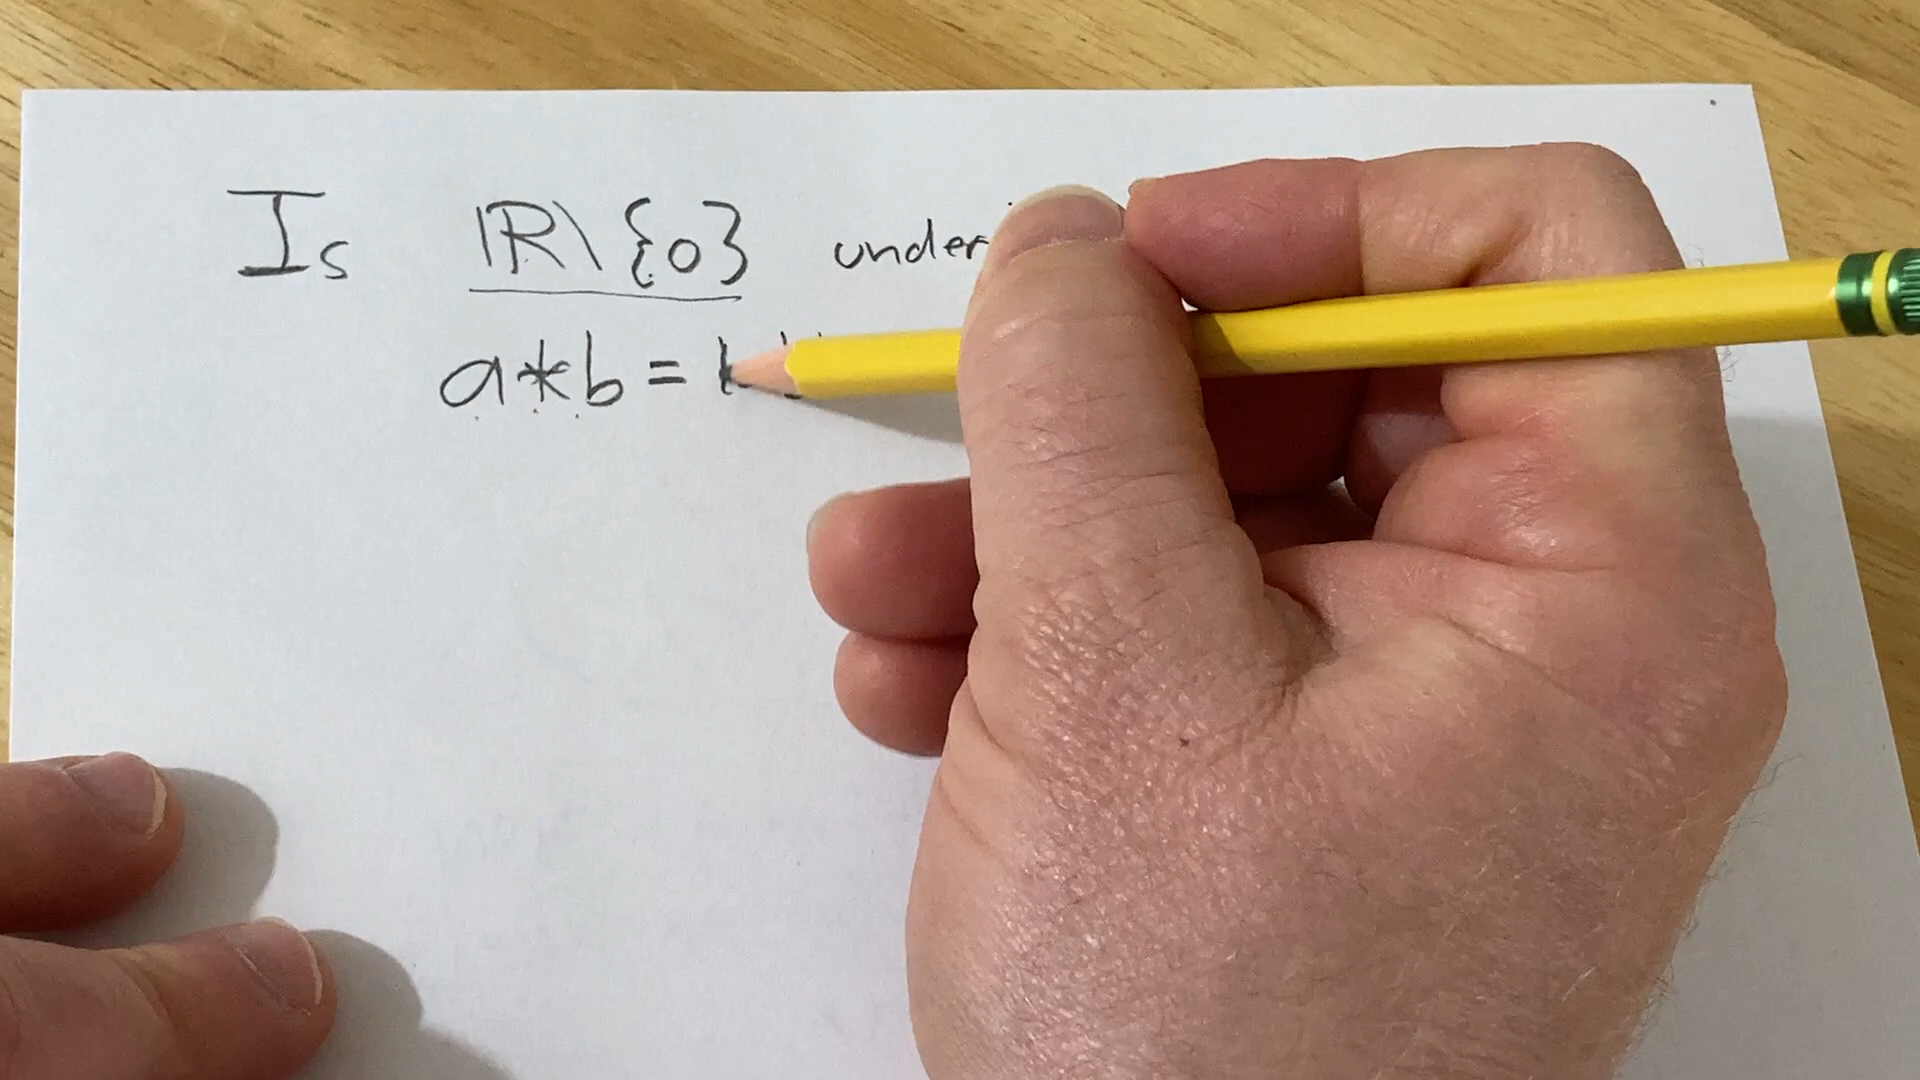 Is ℝ\{0} under
a*b =